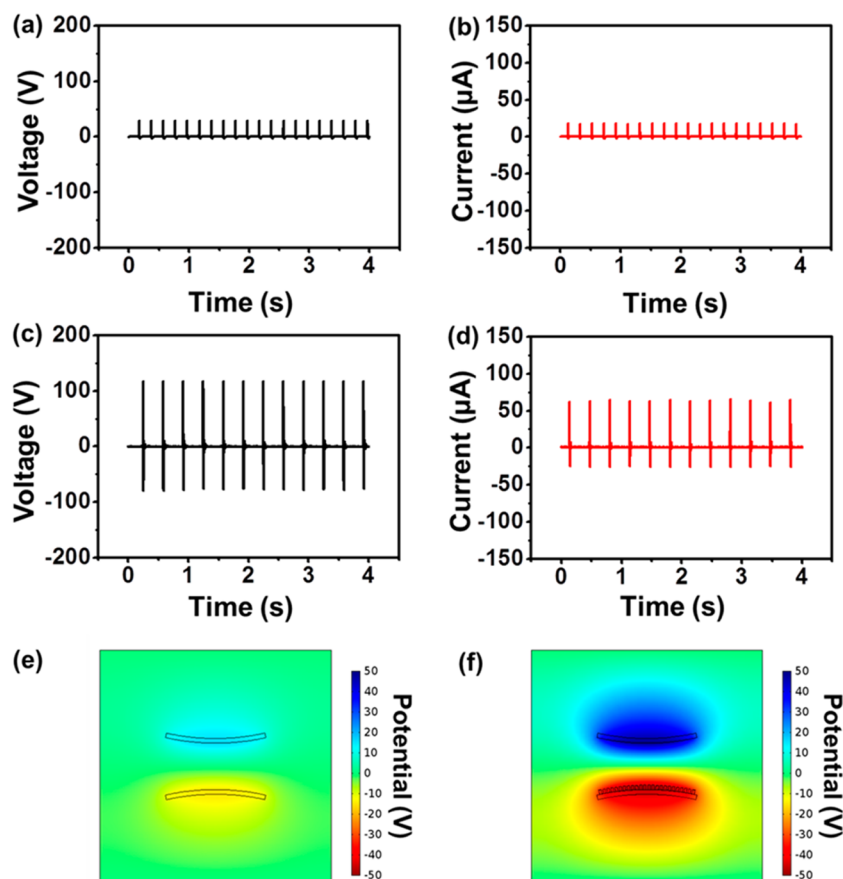 (a)
200
100
0
-100
-200
Voltage (V)
0 1 2 3 4
Time (s)
(b)
150
100
50
0
-50
-100
-150
Current (µA)
0 1 2 3 4
Time (s)
(c)
200
100
0
-100
-200
Voltage (V)
0 1 2 3 4
Time (s)
(d)
150
100
50
0
-50
-100
-150
Current (µA)
0 1 2 3 4
Time (s)
(e)
50
40
30
20
10
0
-10
-20
-30
-40
-50
Potential (V)
(f)
50
40
30
20
10
0
-10
-20
-30
-40
-50
Potential (V)